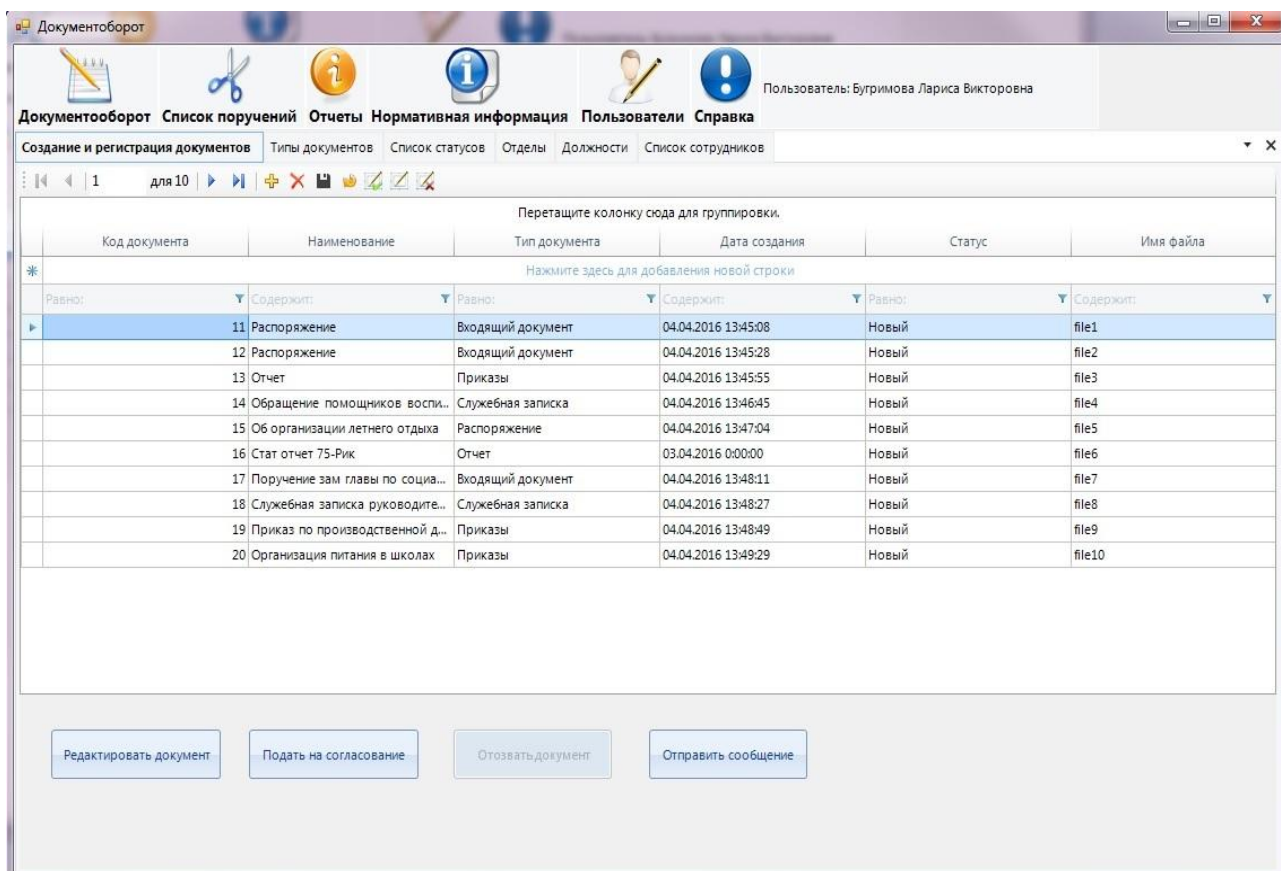 Документоборот
Пользователь: Бугримова Лариса Викторовна
Документооборот Список поручений Отчеты Нормативная информация Пользователи Справка
Создание и регистрация документов Типы документов Список статусов Отделы Должности Список сотрудников
1 для 10
Перетащите колонку сюда для группировки.
Код документа Наименование Тип документа Дата создания Статус Имя файла
Нажмите здесь для добавления новой строки
Равно: Содержит: Равно: Содержит: Равно: Содержит:
11 Распоряжение Входящий документ 04.04.2016 13:45:08 Новый file1
12 Распоряжение Входящий документ 04.04.2016 13:45:28 Новый file2
13 Отчет Приказы 04.04.2016 13:45:55 Новый file3
14 Обращение помощников воспи... Служебная записка 04.04.2016 13:46:45 Новый file4
15 Об организации летнего отдыха Распоряжение 04.04.2016 13:47:04 Новый file5
16 Стат отчет 75-Рик Отчет 03.04.2016 0:00:00 Новый file6
17 Поручение зам главы по социа... Входящий документ 04.04.2016 13:48:11 Новый file7
18 Служебная записка руководите... Служебная записка 04.04.2016 13:48:27 Новый file8
19 Приказ по производственной д... Приказы 04.04.2016 13:48:49 Новый file9
20 Организация питания в школах Приказы 04.04.2016 13:49:29 Новый file10
Редактировать документ Подать на согласование Отозвать документ Отправить сообщение